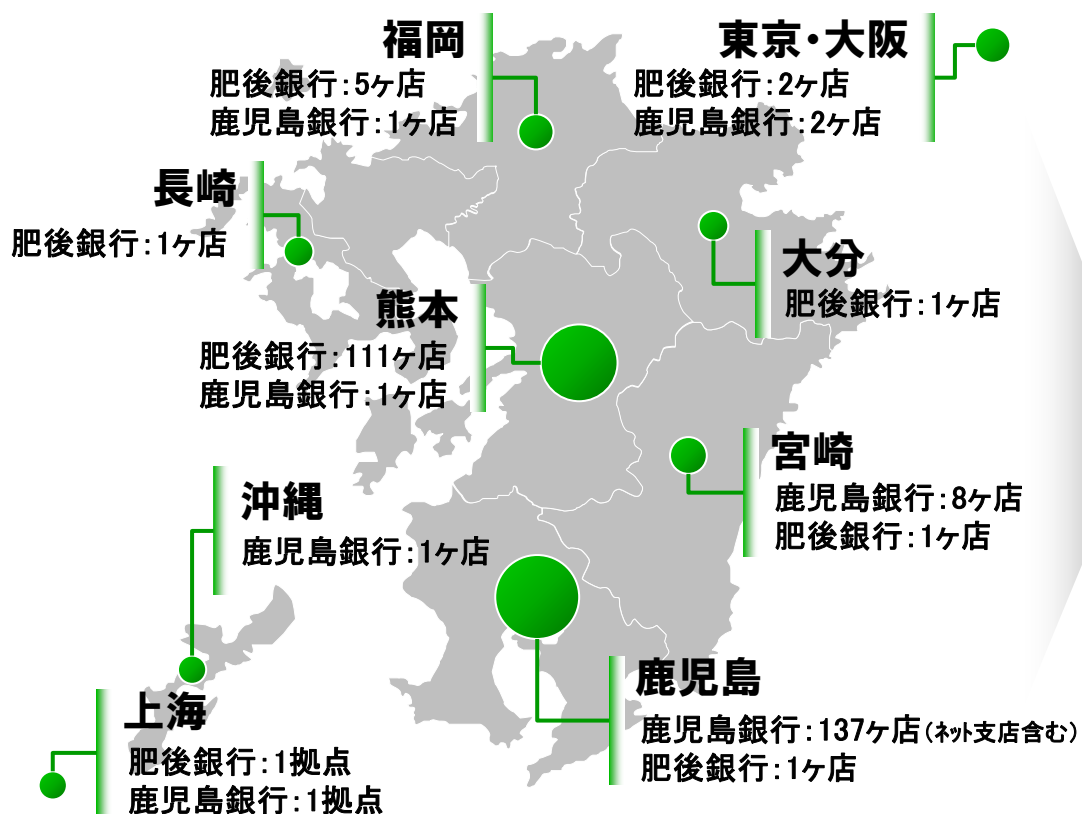 福岡
肥後銀行：5ヶ店
鹿児島銀行：1ヶ店
東京・大阪
肥後銀行：2ヶ店
鹿児島銀行：2ヶ店
長崎
肥後銀行：1ヶ店
大分
肥後銀行：1ヶ店
熊本
肥後銀行：111ヶ店
鹿児島銀行：1ヶ店
宮崎
鹿児島銀行：8ヶ店
肥後銀行：1ヶ店
沖縄
鹿児島銀行：1ヶ店
鹿児島
鹿児島銀行：137ヶ店(ネット支店含む)
肥後銀行：1ヶ店
上海
肥後銀行：1拠点
鹿児島銀行：1拠点